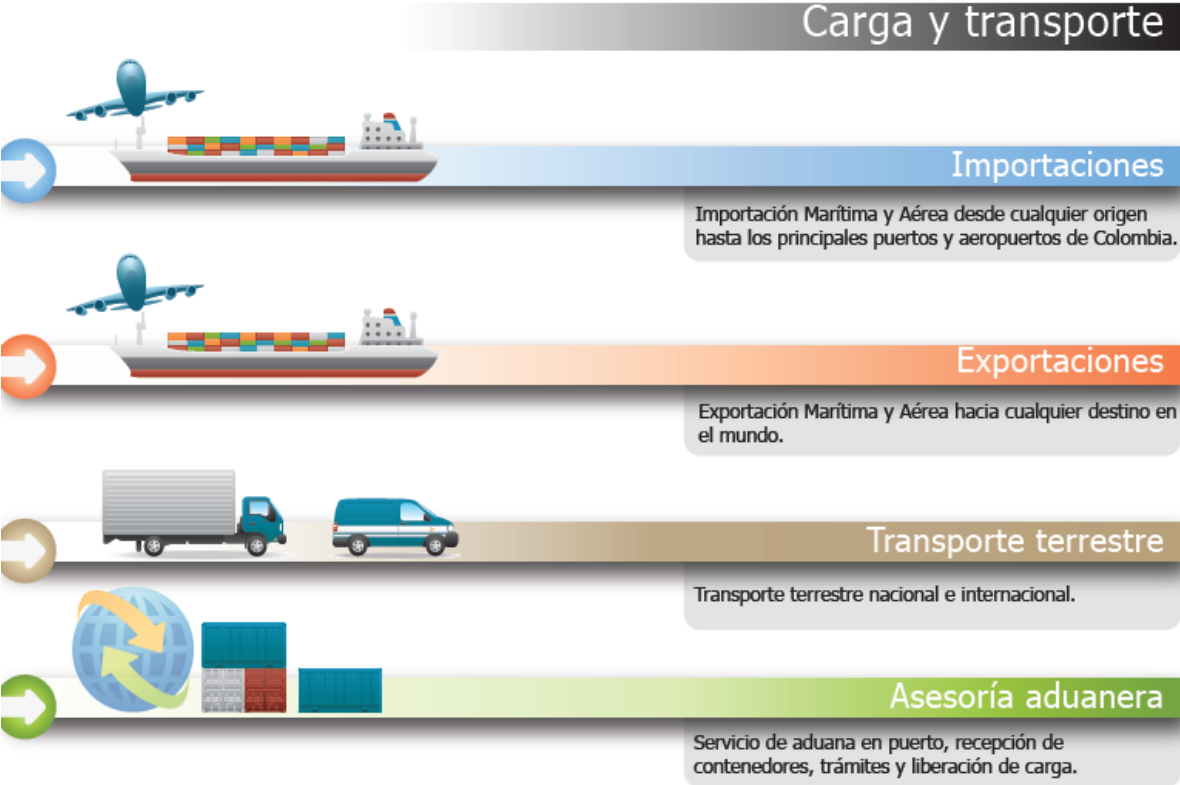 Carga y transporte
Importaciones
Importación Marítima y Aérea desde cualquier origen
hasta los principales puertos y aeropuertos de Colombia.
Exportaciones
Exportación Marítima y Aérea hacia cualquier destino en
el mundo.
Transporte terrestre
Transporte terrestre nacional e internacional.
Asesoría aduanera
Servicio de aduana en puerto, recepción de
contenedores, trámites y liberación de carga.